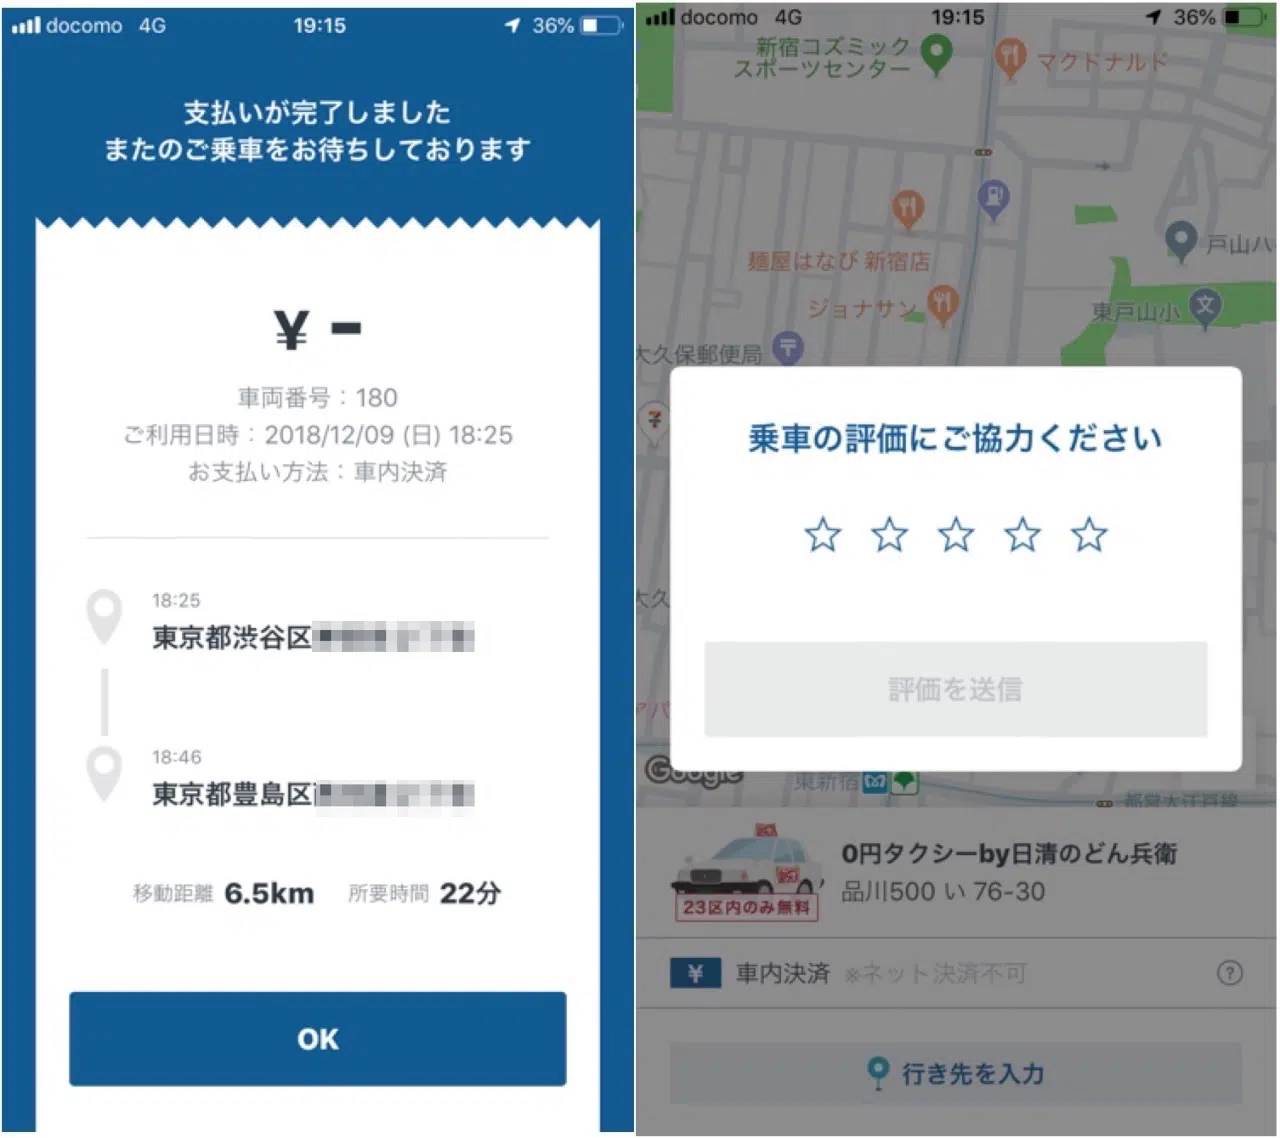 docomo 4G 19:15 36%
支払いが完了しました
またのご乗車をお待ちしております
¥ -
車両番号：180
ご利用日時：2018/12/09 (日) 18:25
お支払い方法：車内決済
18:25
東京都渋谷区
18:46
東京都豊島区
移動距離 6.5km 所要時間 22分
OK
docomo 4G 19:15 36%
新宿コズミック
スポーツセンター
マクドナルド
戸山ハ
麺屋はなび 新宿店
ジョナサン
東戸山小
文
大久保郵便局
乗車の評価にご協力ください
評価を送信
大久
アパ
Google
東新宿
都営大江戸線
0円タクシーby日清のどん兵衛
品川500 い 76-30
23区内のみ無料
¥ 車内決済 ※ネット決済不可 ?
行き先を入力